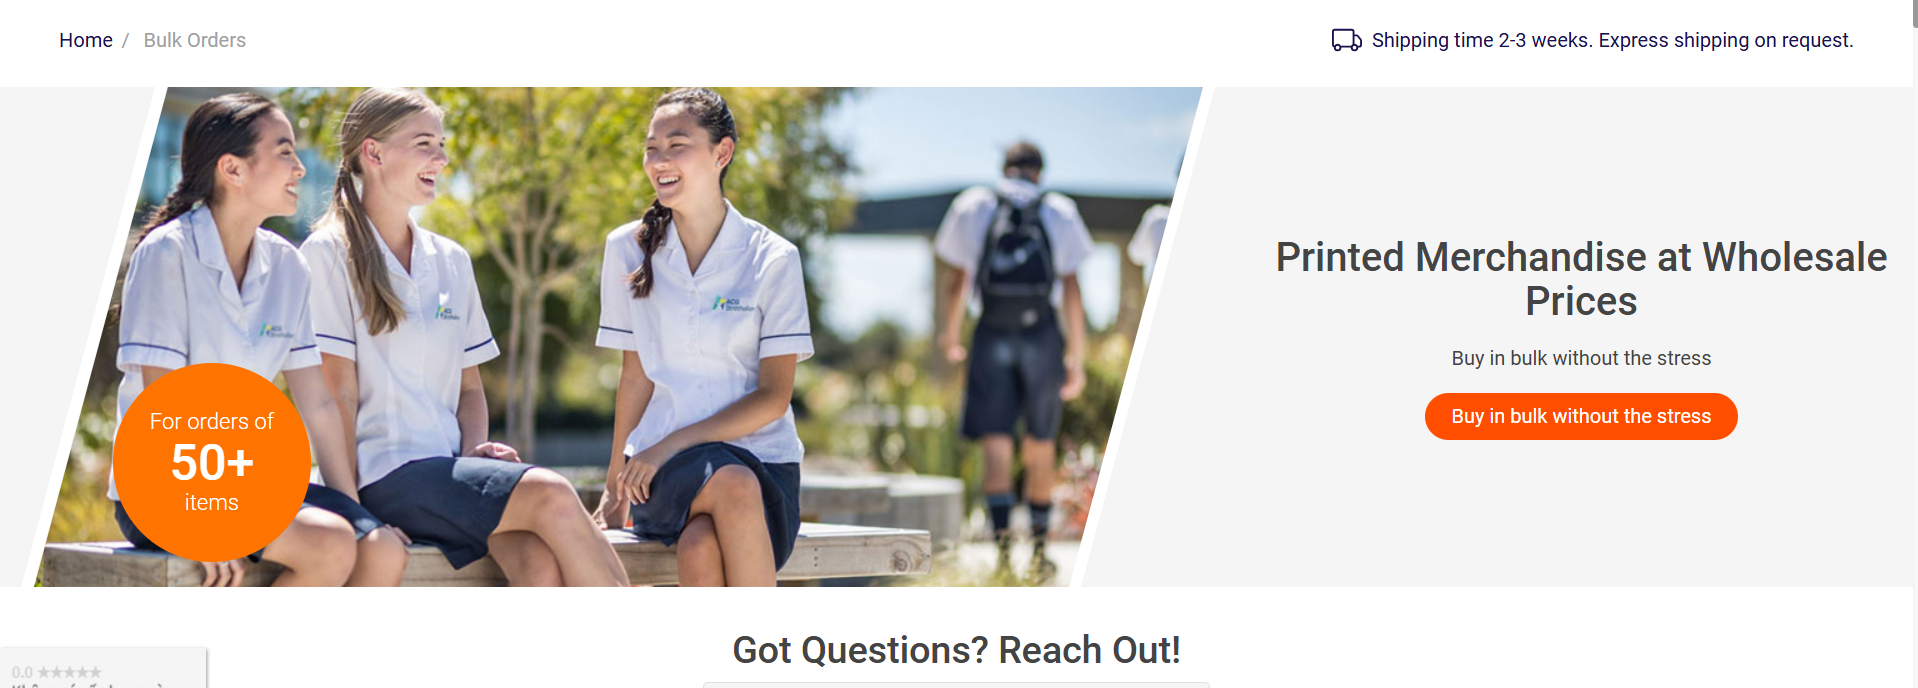 Home / Bulk Orders
Shipping time 2-3 weeks. Express shipping on request.
For orders of
50+
items
Printed Merchandise at Wholesale
Prices
Buy in bulk without the stress
Buy in bulk without the stress
Got Questions? Reach Out!
0.0 ★★★★★